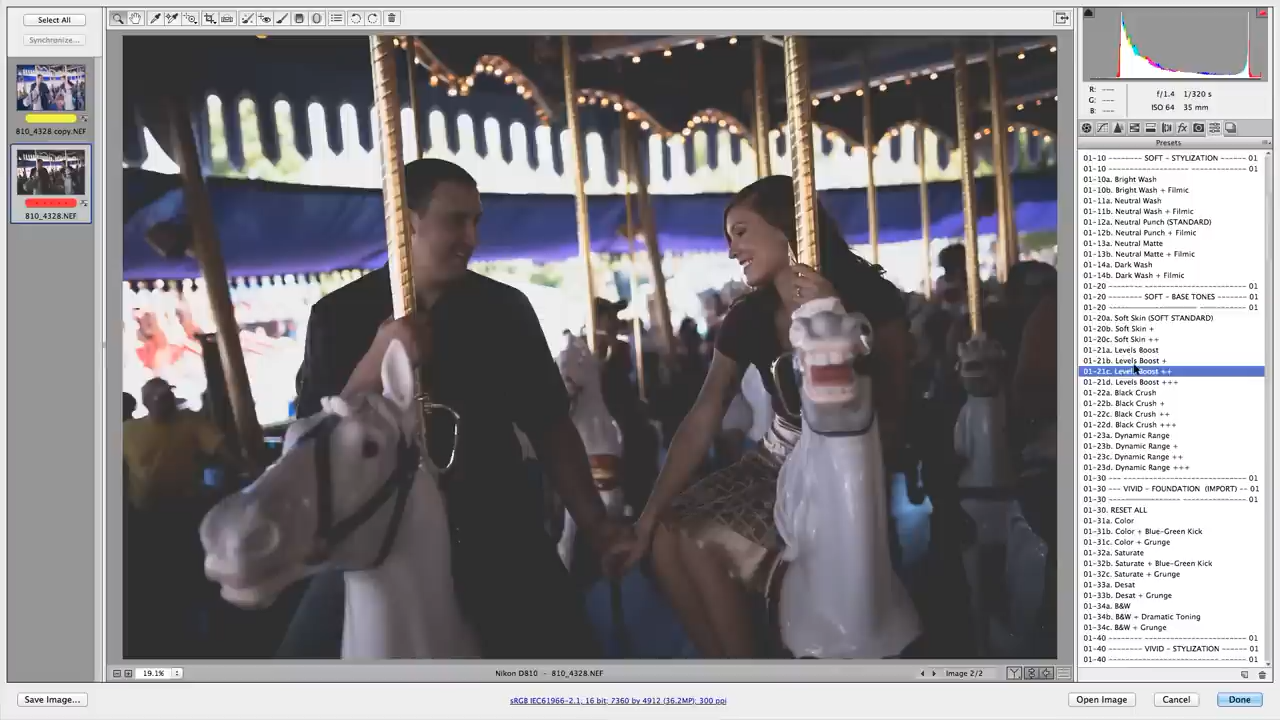 Select All
Synchronize...
810_4328 copy.NEF
810_4328.NEF
R: ---
G: ---
B: ---
f/1.4 1/320 s
ISO 64 35 mm
Presets
01-10 -------- SOFT - STYLIZATION ------ 01
01-10 -------- 01
01-10a. Bright Wash
01-10b. Bright Wash + Filmic
01-11a. Neutral Wash
01-11b. Neutral Wash + Filmic
01-12a, Neutral Punch (STANDARD)
01-12b. Neutral Punch + Filmic
01-13a. Neutral Matte
01-13b. Neutral Matte + Filmic
01-14a. Dark Wash
01-14b. Dark Wash + Filmic
01-20 -------- 01
01-20 -------- SOFT - BASE TONES ------- 01
01-20 -------- 01
01-20a. Soft Skin (SOFT STANDARD)
01-20b. Soft Skin +
01-20c. Soft Skin ++
01-21a. Levels Boost
01-21b. Levels Boost +
01-21c. Levels Boost ++
01-21d. Levels Boost +++
01-22a. Black Crush
01-22b. Black Crush +
01-22c. Black Crush ++
01-22d. Black Crush +++
01-23a. Dynamic Range
01-23b. Dynamic Range +
01-23c. Dynamic Range ++
01-23d. Dynamic Range +++
01-30 -------- 01
01-30 --- VIVID - FOUNDATION (IMPORT) -- 01
01-30 -------- 01
01-30. RESET ALL
01-31a. Color
01-31b. Color + Blue-Green Kick
01-31c. Color + Grunge
01-32a. Saturate
01-32b. Saturate + Blue-Green Kick
01-32c. Saturate + Grunge
01-33a. Desat
01-33b. Desat + Grunge
01-34a. B&W
01-34b. B&W + Dramatic Toning
01-34c. B&W + Grunge
01-40 -------- 01
01-40 -------- VIVID - STYLIZATION ----- 01
01-40 -------- 01
19.1%
Nikon D810 - 810_4328.NEF
Image 2/2
Save Image...
sRGB IEC61966-2.1; 16 bit; 7360 by 4912 (36.2MP); 300 ppi
Open Image
Cancel
Done